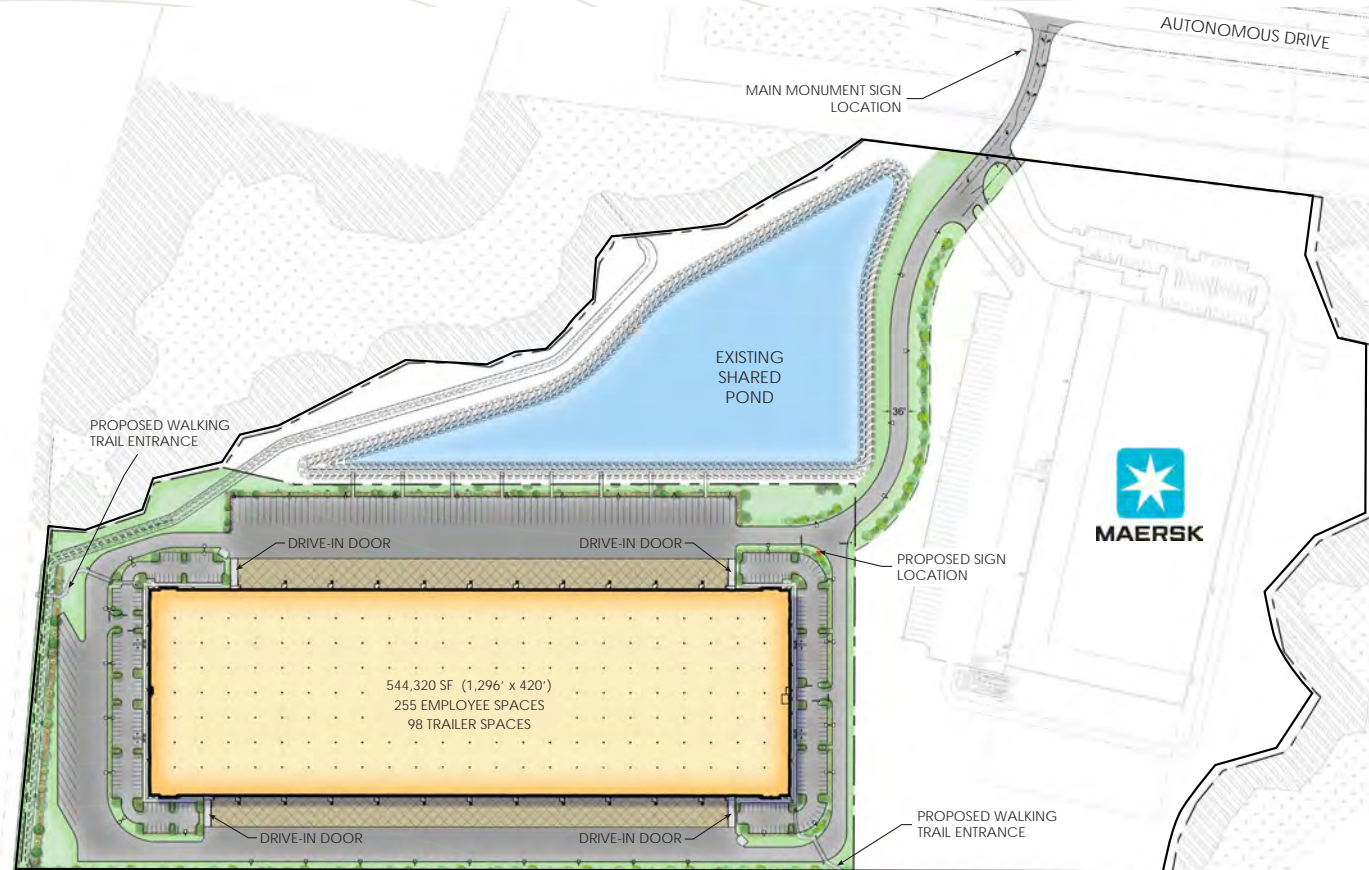 AUTONOMOUS DRIVE
MAIN MONUMENT SIGN
LOCATION
EXISTING
SHARED
POND
36'
PROPOSED WALKING
TRAIL ENTRANCE
MAERSK
DRIVE-IN DOOR
DRIVE-IN DOOR
PROPOSED SIGN
LOCATION
544,320 SF (1,296' x 420')
255 EMPLOYEE SPACES
98 TRAILER SPACES
PROPOSED WALKING
TRAIL ENTRANCE
DRIVE-IN DOOR
DRIVE-IN DOOR